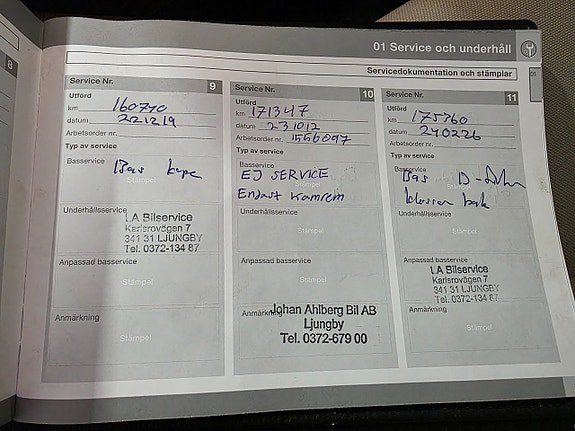 8
01 Service och underhåll
Servicedokumentation och stämplar
01
Service Nr. 9
Utförd
km 160770
datum 221219
Arbetsorder nr.
Typ av service
Basservice Bas
Stämpel
Underhållsservice
LA Bilservice
Karlsrovägen 7
341 31 LJUNGBY
Tel. 0372-134 87
Anpassad basservice
Stämpel
Anmärkning
Stämpel
Service Nr. 10
Utförd
km 171347
datum 231012
Arbetsorder nr. 1556097
Typ av service
Basservice
EJ SERVICE
Stämpel
Endast kamrem
Underhållsservice
Stämpel
Anpassad basservice
Stämpel
Anmärkning
Johan Ahlberg Bil AB
Ljungby
Tel. 0372-679 00
Service Nr. 11
Utförd
km 175760
datum 240226
Arbetsorder nr.
Typ av service
Basservice
Bas
Stämpel
Underhållsservice
Stämpel
Anpassad basservice
LA Bilservice
Karlsrovägen 7
341 31 LJUNGBY
Tel. 0372-134 87
Anmärkning
Stämpel